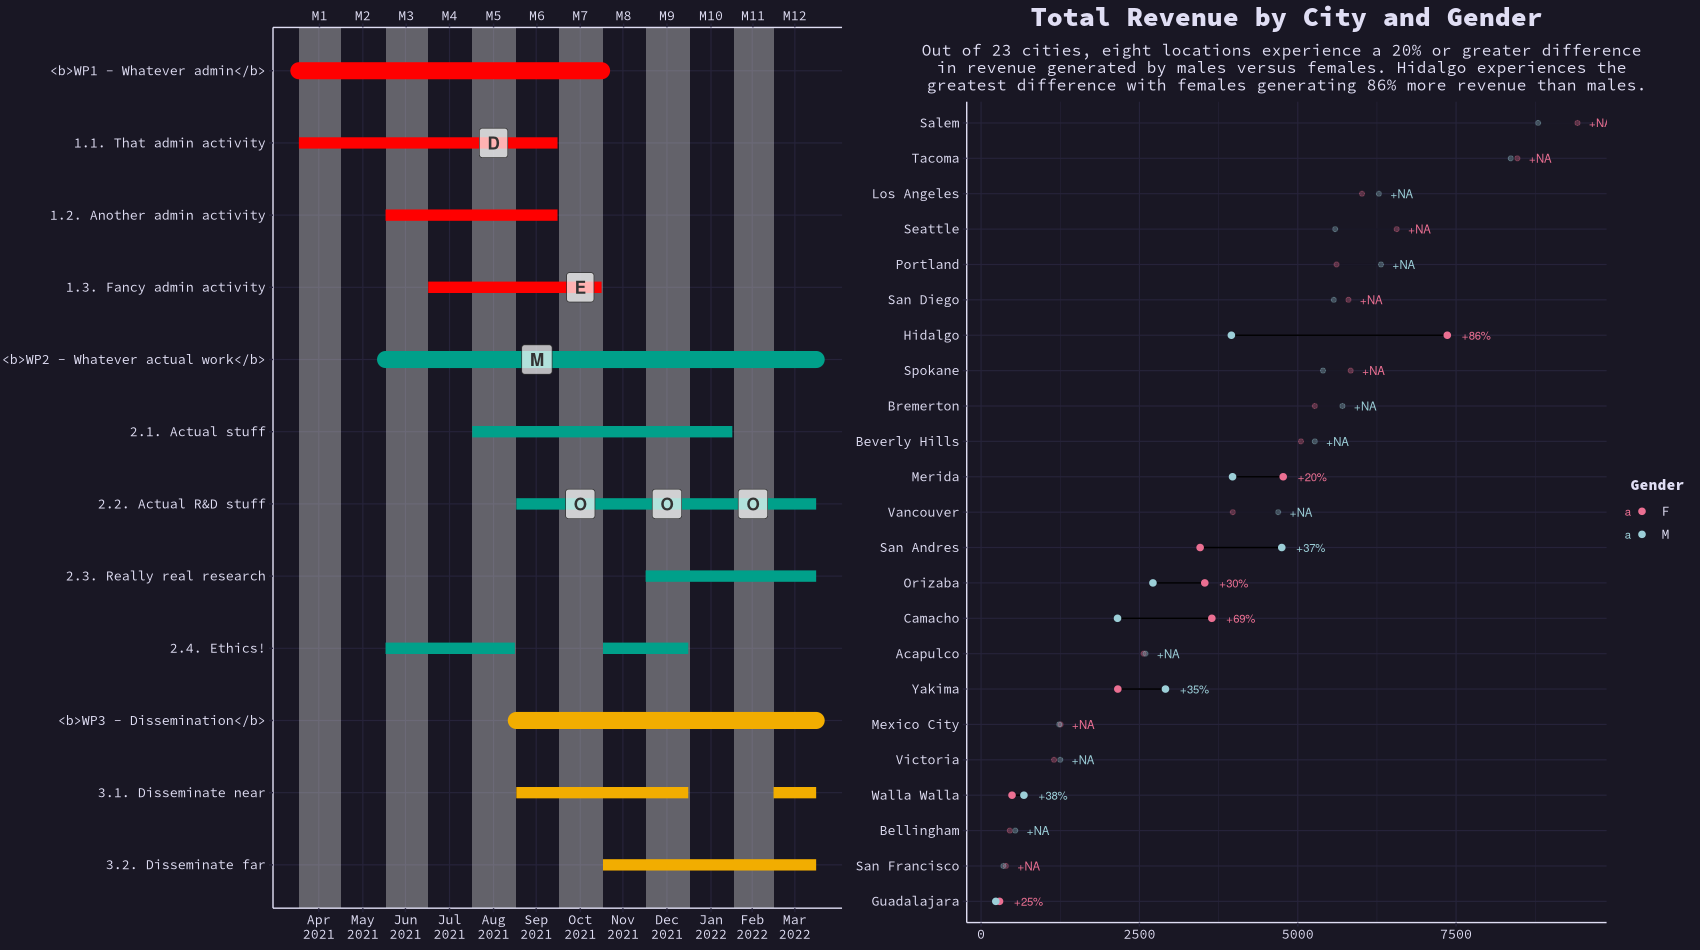 M1 M2 M3 M4 M5 M6 M7 M8 M9 M10 M11 M12
<b>WP1 - Whatever admin</b>
1.1. That admin activity
D
1.2. Another admin activity
1.3. Fancy admin activity
E
<b>WP2 - Whatever actual work</b>
M
2.1. Actual stuff
2.2. Actual R&D stuff
O O O
2.3. Really real research
2.4. Ethics!
<b>WP3 - Dissemination</b>
3.1. Disseminate near
3.2. Disseminate far
Apr May Jun Jul Aug Sep Oct Nov Dec Jan Feb Mar
2021 2021 2021 2021 2021 2021 2021 2021 2021 2022 2022 2022
Total Revenue by City and Gender
Out of 23 cities, eight locations experience a 20% or greater difference
in revenue generated by males versus females. Hidalgo experiences the
greatest difference with females generating 86% more revenue than males.
Salem
Tacoma +NA
Los Angeles +NA
Seattle +NA
Portland +NA
San Diego +NA
Hidalgo +86%
Spokane +NA
Bremerton +NA
Beverly Hills +NA
Merida +20%
Vancouver +NA
San Andres +37%
Orizaba +30%
Camacho +69%
Acapulco +NA
Yakima +35%
Mexico City +NA
Victoria +NA
Walla Walla +38%
Bellingham +NA
San Francisco +NA
Guadalajara +25%
0 2500 5000 7500
Gender
a F
a M